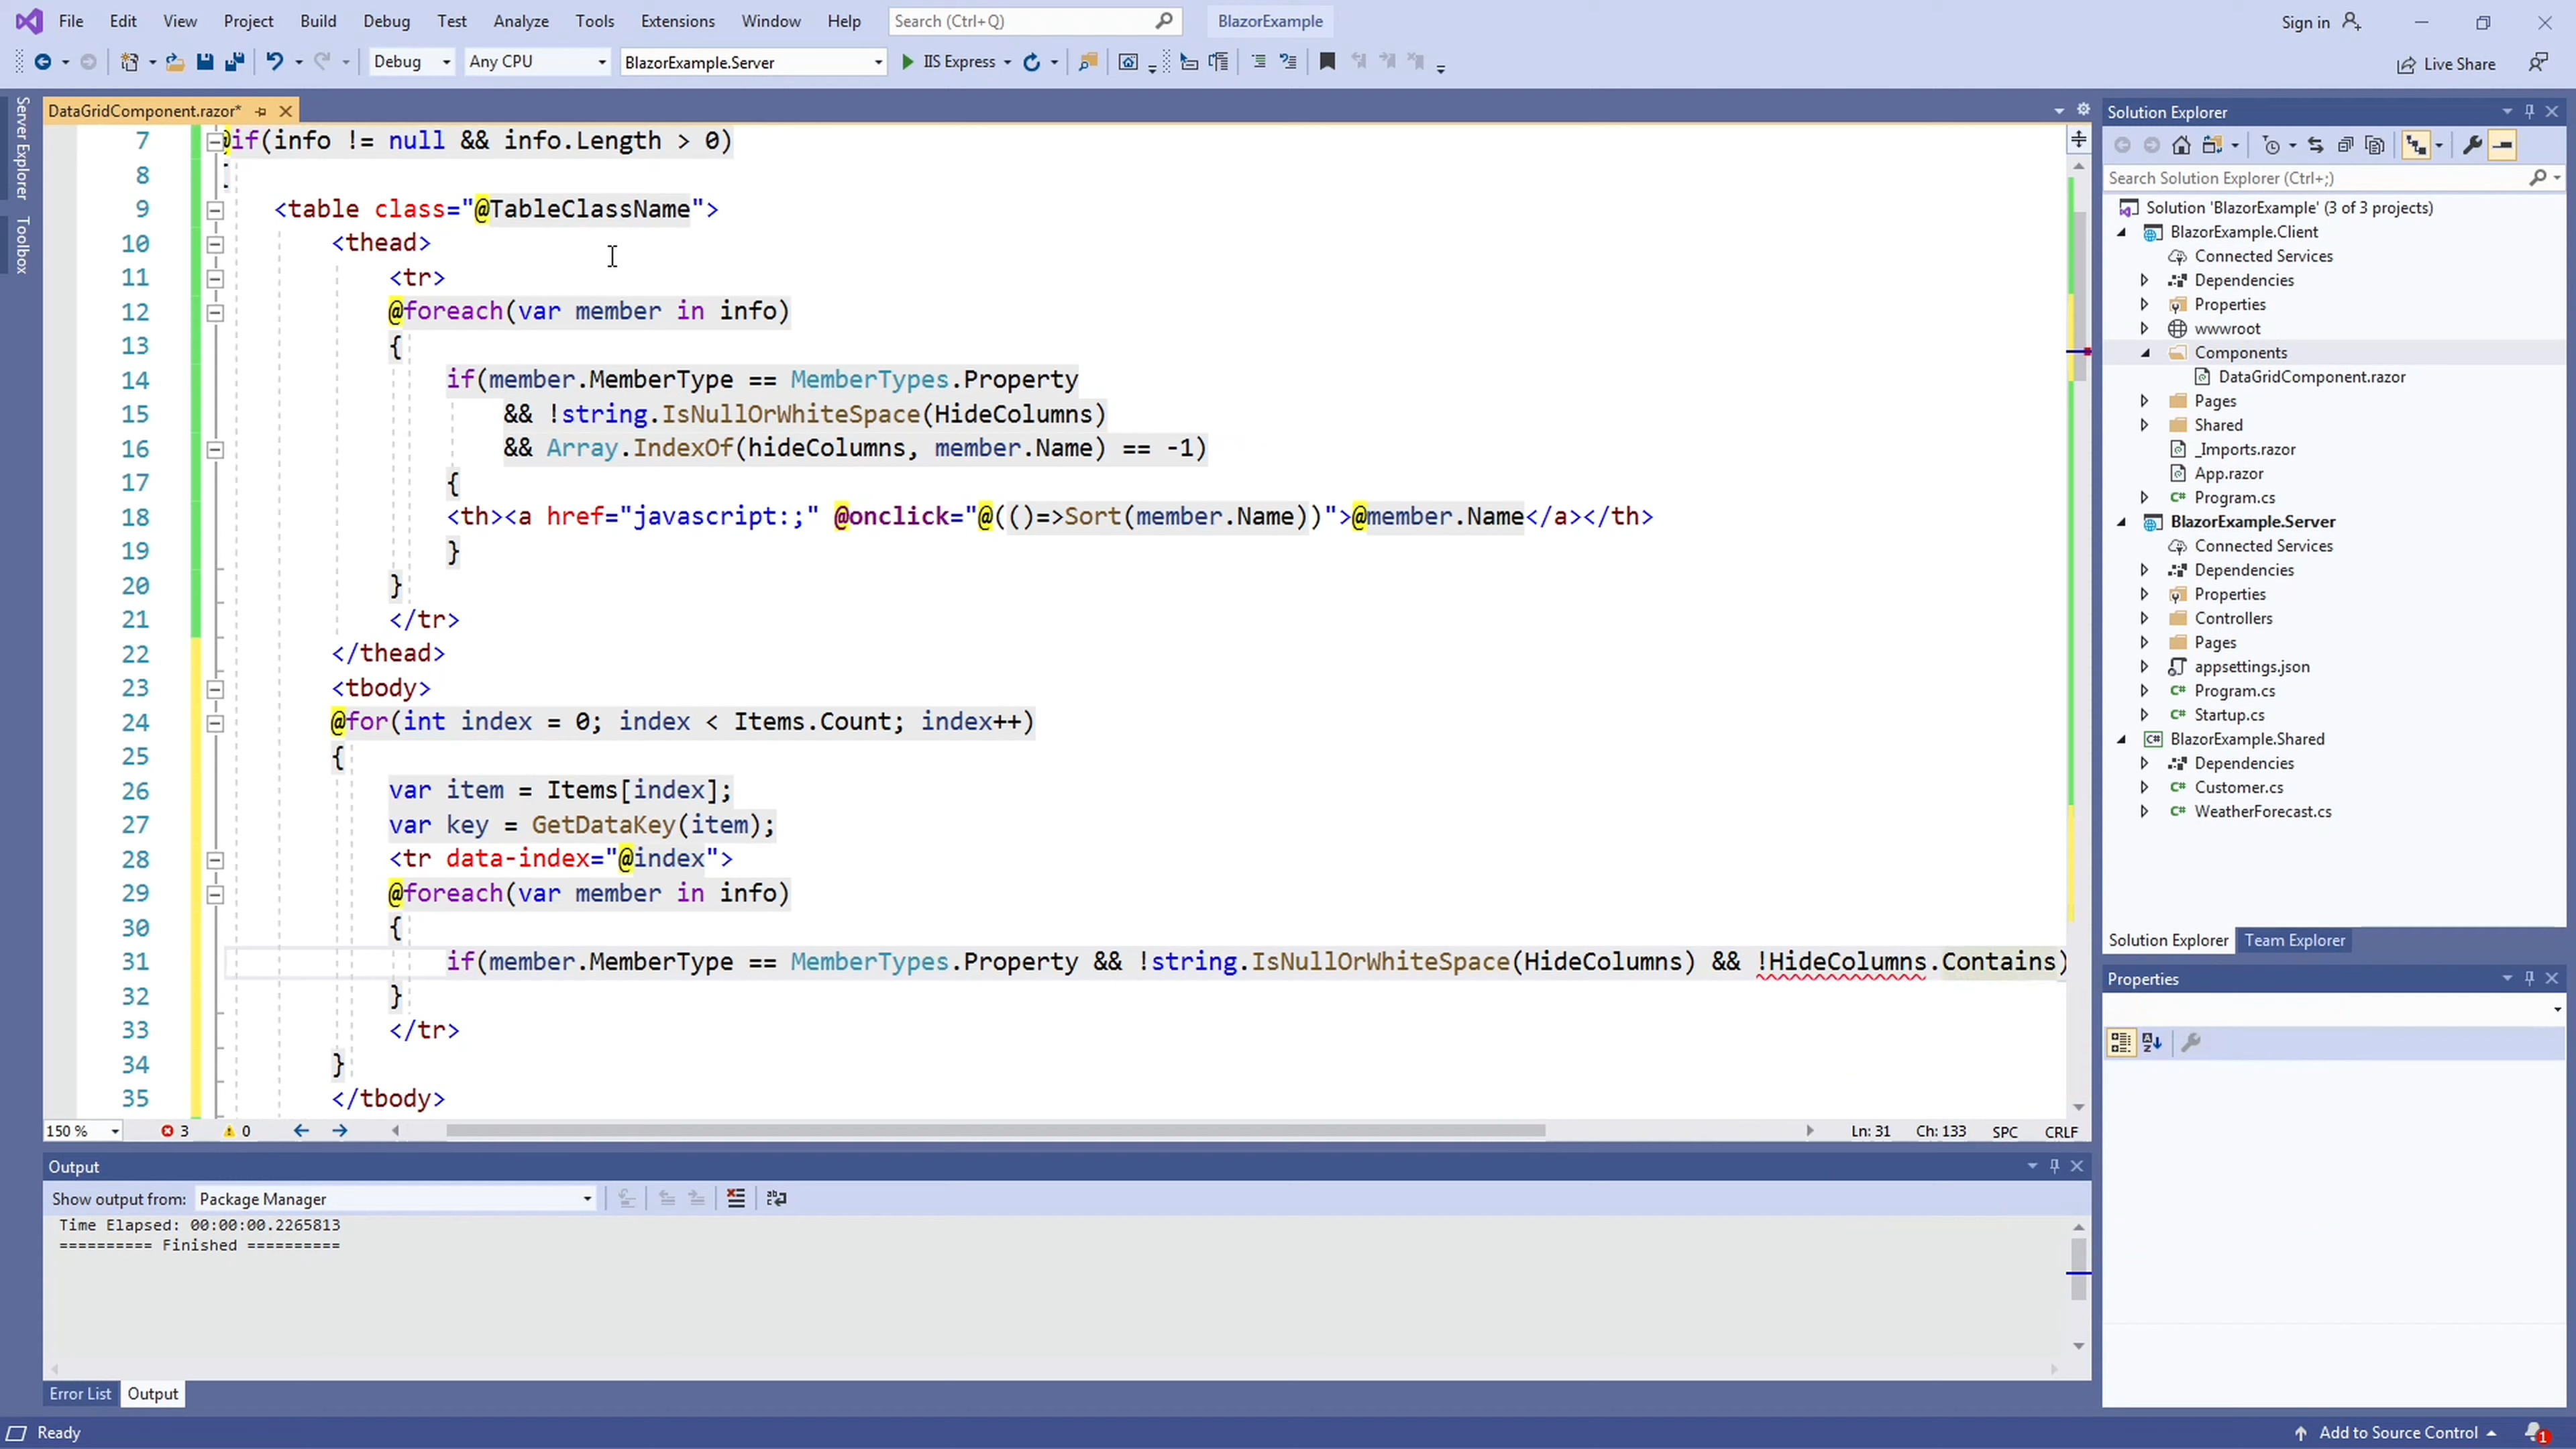 File Edit View Project Build Debug Test Analyze Tools Extensions Window Help Search (Ctrl+Q) BlazorExample Sign in
Debug Any CPU BlazorExample.Server IIS Express Live Share
Server Explorer
Toolbox
DataGridComponent.razor*
7 @if(info != null && info.Length > 0)
8
9 <table class="@TableClassName">
10 <thead>
11 <tr>
12 @foreach(var member in info)
13 {
14 if(member.MemberType == MemberTypes.Property
15 && !string.IsNullOrWhiteSpace(HideColumns)
16 && Array.IndexOf(hideColumns, member.Name) == -1)
17 {
18 <th><a href="javascript:;" @onclick="@(()=>Sort(member.Name))">@member.Name</a></th>
19 }
20 }
21 </tr>
22 </thead>
23 <tbody>
24 @for(int index = 0; index < Items.Count; index++)
25 {
26 var item = Items[index];
27 var key = GetDataKey(item);
28 <tr data-index="@index">
29 @foreach(var member in info)
30 {
31 if(member.MemberType == MemberTypes.Property && !string.IsNullOrWhiteSpace(HideColumns) && !HideColumns.Contains)
32 }
33 </tr>
34 }
35 </tbody>
150 % 3 0 Ln: 31 Ch: 133 SPC CRLF
Output
Show output from: Package Manager
Time Elapsed: 00:00:00.2265813
========== Finished ==========
Error List Output
Solution Explorer
Search Solution Explorer (Ctrl+;)
Solution 'BlazorExample' (3 of 3 projects)
BlazorExample.Client
Connected Services
Dependencies
Properties
wwwroot
Components
DataGridComponent.razor
Pages
Shared
_Imports.razor
App.razor
C# Program.cs
BlazorExample.Server
Connected Services
Dependencies
Properties
Controllers
Pages
appsettings.json
C# Program.cs
C# Startup.cs
C# BlazorExample.Shared
Dependencies
C# Customer.cs
C# WeatherForecast.cs
Solution Explorer Team Explorer
Properties
Ready Add to Source Control 1